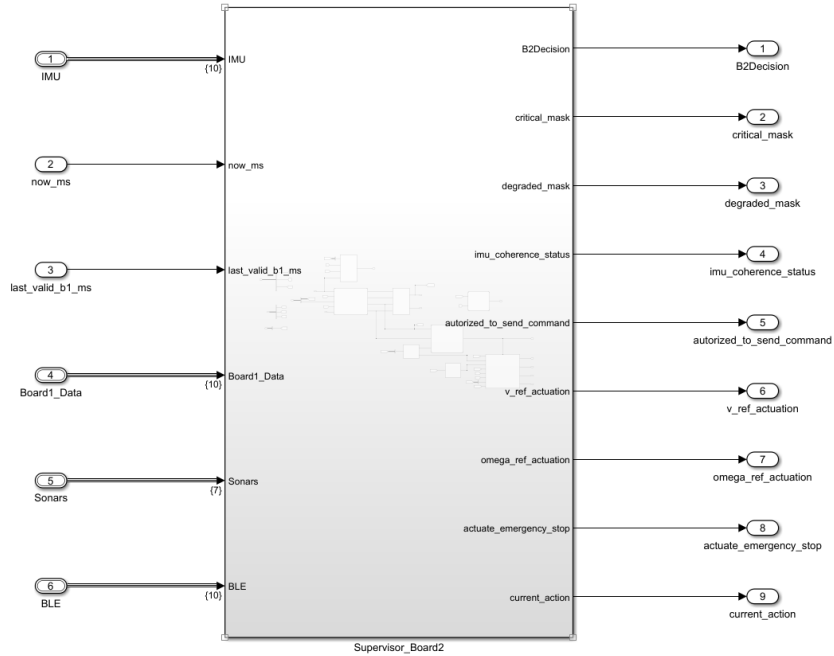 1
IMU
{10}
IMU
2
now_ms
now_ms
3
last_valid_b1_ms
last_valid_b1_ms
4
Board1_Data
{10}
Board1_Data
5
Sonars
{7}
Sonars
6
BLE
{10}
BLE
B2Decision
1
B2Decision
critical_mask
2
critical_mask
degraded_mask
3
degraded_mask
imu_coherence_status
4
imu_coherence_status
autorized_to_send_command
5
autorized_to_send_command
v_ref_actuation
6
v_ref_actuation
omega_ref_actuation
7
omega_ref_actuation
actuate_emergency_stop
8
actuate_emergency_stop
current_action
9
current_action
Supervisor_Board2